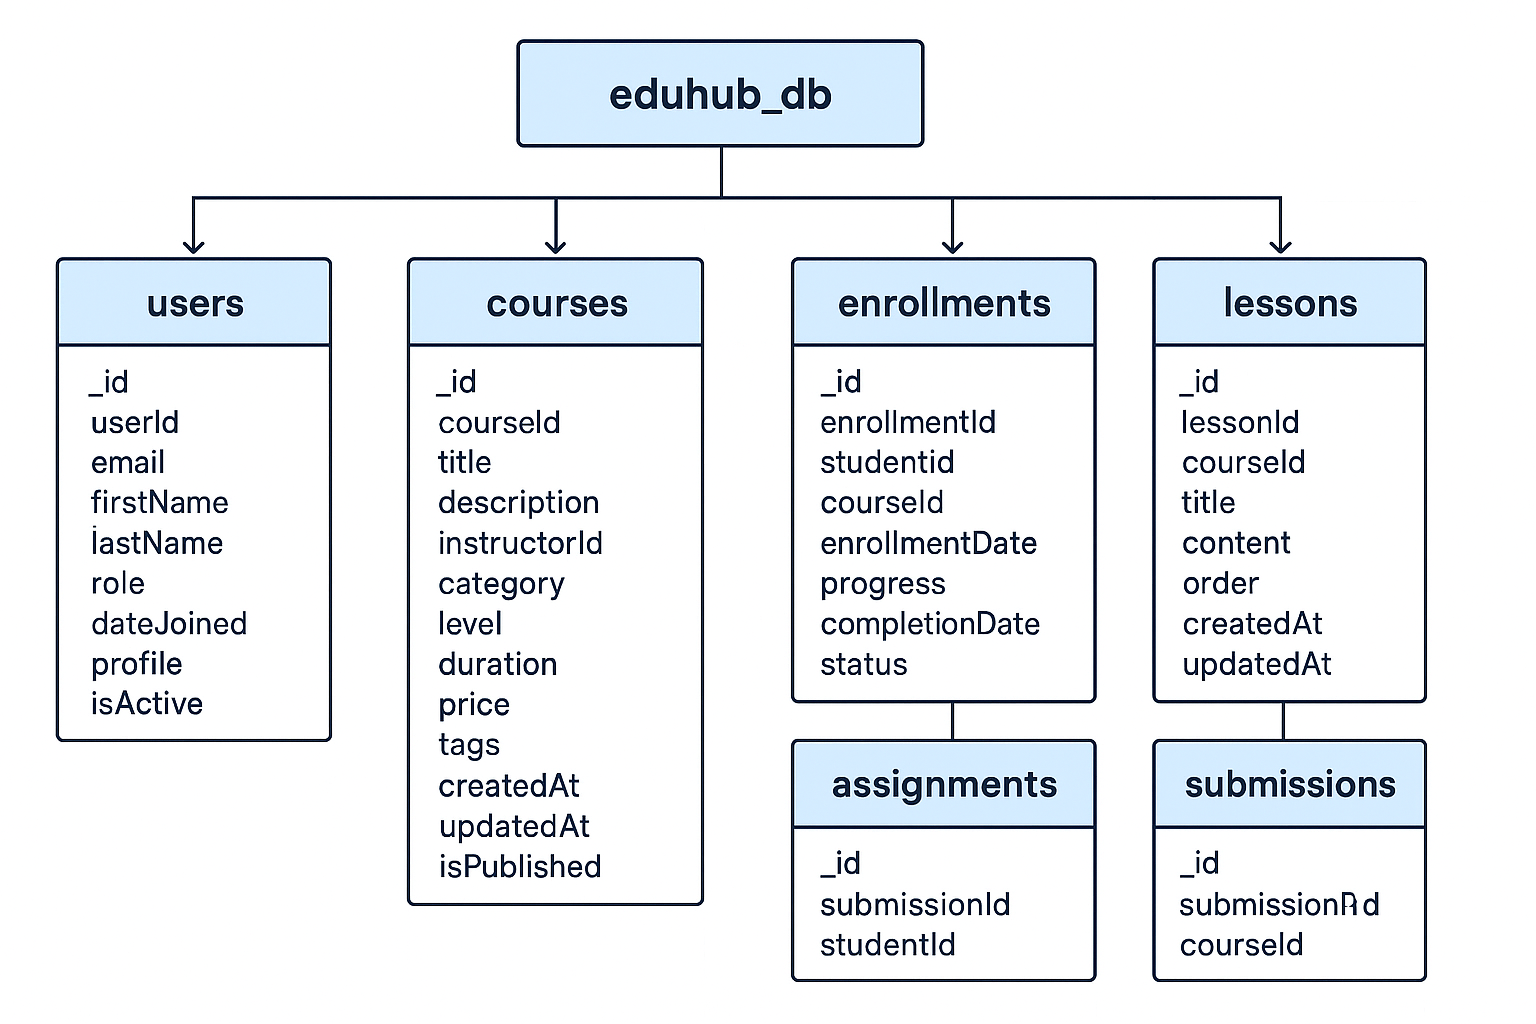 eduhub_db
users
_id
userId
email
firstName
lastName
role
dateJoined
profile
isActive
courses
_id
courseId
title
description
instructorId
category
level
duration
price
tags
createdAt
updatedAt
isPublished
enrollments
_id
enrollmentId
studentid
courseId
enrollmentDate
progress
completionDate
status
lessons
_id
lessonId
courseId
title
content
order
createdAt
updatedAt
assignments
_id
submissionId
studentId
submissions
_id
courseId